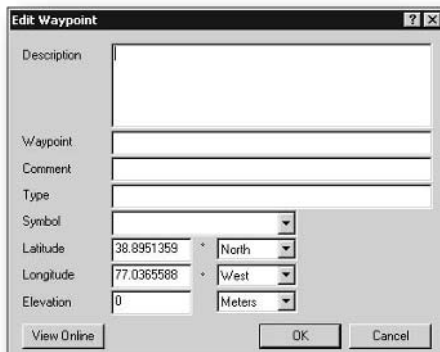 Edit Waypoint
Description
Waypoint
Comment
Type
Symbol
Latitude 38.8951359 ° North
Longitude 77.0365588 ° West
Elevation 0 Meters
View Online OK Cancel